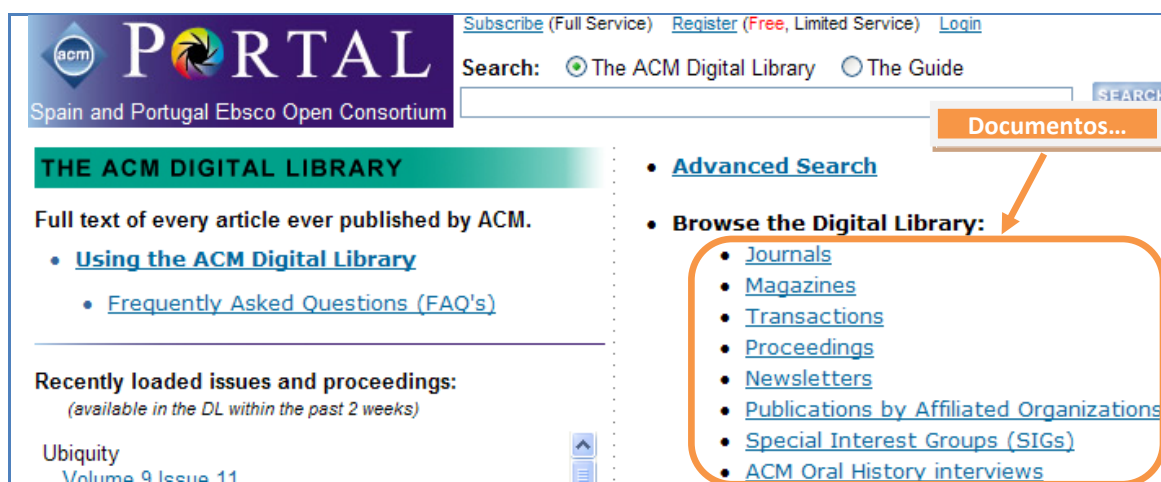 Subscribe (Full Service) Register (Free, Limited Service) Login
acm PORTAL
Search: The ACM Digital Library The Guide
Spain and Portugal Ebsco Open Consortium
SEARCH
Documentos...
THE ACM DIGITAL LIBRARY
Full text of every article ever published by ACM.
• Using the ACM Digital Library
• Frequently Asked Questions (FAQ's)
Recently loaded issues and proceedings:
(available in the DL within the past 2 weeks)
Ubiquity
Volume 9 Issue 11
• Advanced Search
• Browse the Digital Library:
• Journals
• Magazines
• Transactions
• Proceedings
• Newsletters
• Publications by Affiliated Organizations
• Special Interest Groups (SIGs)
• ACM Oral History interviews